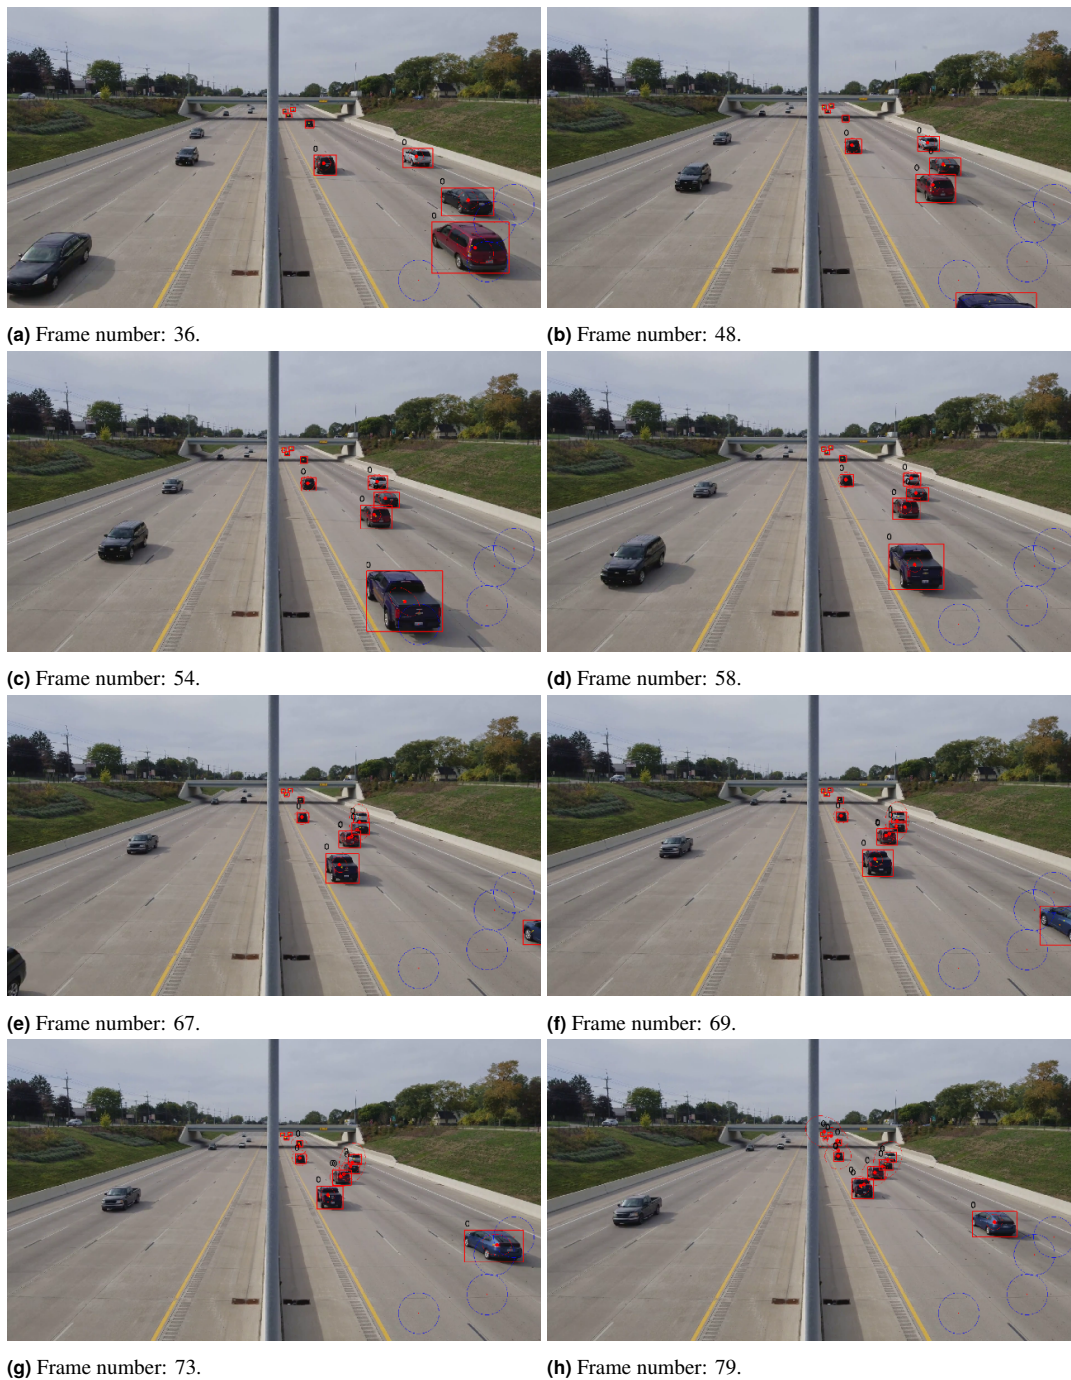 (a) Frame number: 36.
(b) Frame number: 48.
(c) Frame number: 54.
(d) Frame number: 58.
(e) Frame number: 67.
(f) Frame number: 69.
(g) Frame number: 73.
(h) Frame number: 79.